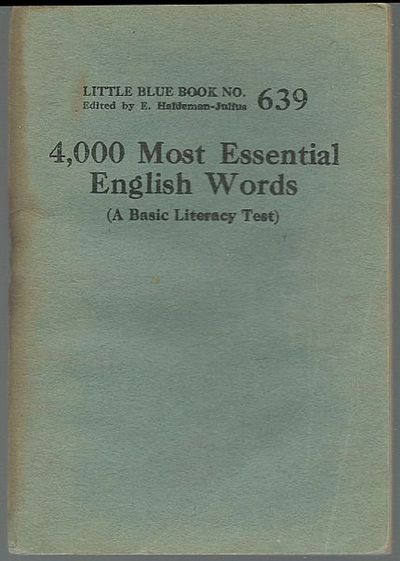 LITTLE BLUE BOOK NO. 639
Edited by E. Haldeman-Julius
4,000 Most Essential
English Words
(A Basic Literacy Test)